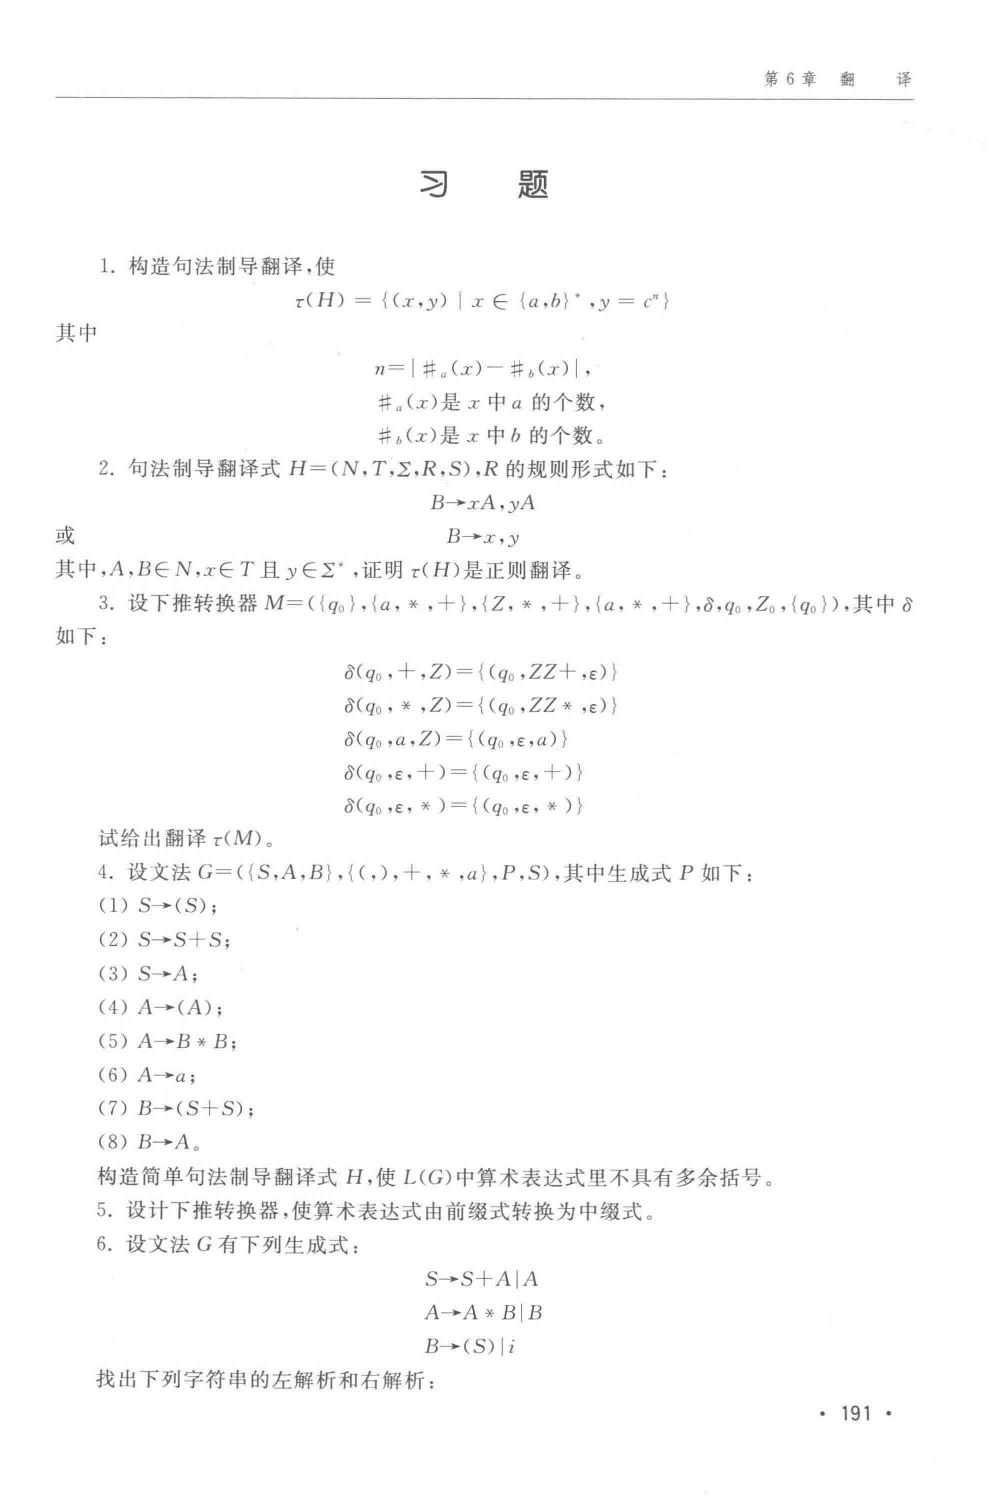 第6章 翻 译
习 题
1. 构造句法制导翻译,使
τ(H) = {(x,y) | x ∈ {a,b}*,y = cⁿ}
其中
n=|#ₐ(x)-#_b(x)|,
#ₐ(x)是 x 中 a 的个数,
#_b(x)是 x 中 b 的个数。
2. 句法制导翻译式 H=(N,T,Σ,R,S),R 的规则形式如下:
B→xA,yA
或 B→x,y
其中,A,B∈N,x∈T 且 y∈Σ*,证明 τ(H)是正则翻译。
3. 设下推转换器 M=({q₀},{a,*,+},{Z,*,+},{a,*,+},δ,q₀,Z₀,{q₀}),其中 δ
如下:
δ(q₀,+,Z)={(q₀,ZZ+,ε)}
δ(q₀,*,Z)={(q₀,ZZ*,ε)}
δ(q₀,a,Z)={(q₀,ε,a)}
δ(q₀,ε,+)={(q₀,ε,+)}
δ(q₀,ε,*)={(q₀,ε,*)}
试给出翻译 τ(M)。
4. 设文法 G=({S,A,B},{(,),+,*,a},P,S),其中生成式 P 如下:
(1) S→(S);
(2) S→S+S;
(3) S→A;
(4) A→(A);
(5) A→B*B;
(6) A→a;
(7) B→(S+S);
(8) B→A。
构造简单句法制导翻译式 H,使 L(G)中算术表达式里不具有多余括号。
5. 设计下推转换器,使算术表达式由前缀式转换为中缀式。
6. 设文法 G 有下列生成式:
S→S+A|A
A→A*B|B
B→(S)|i
找出下列字符串的左解析和右解析:
· 191 ·